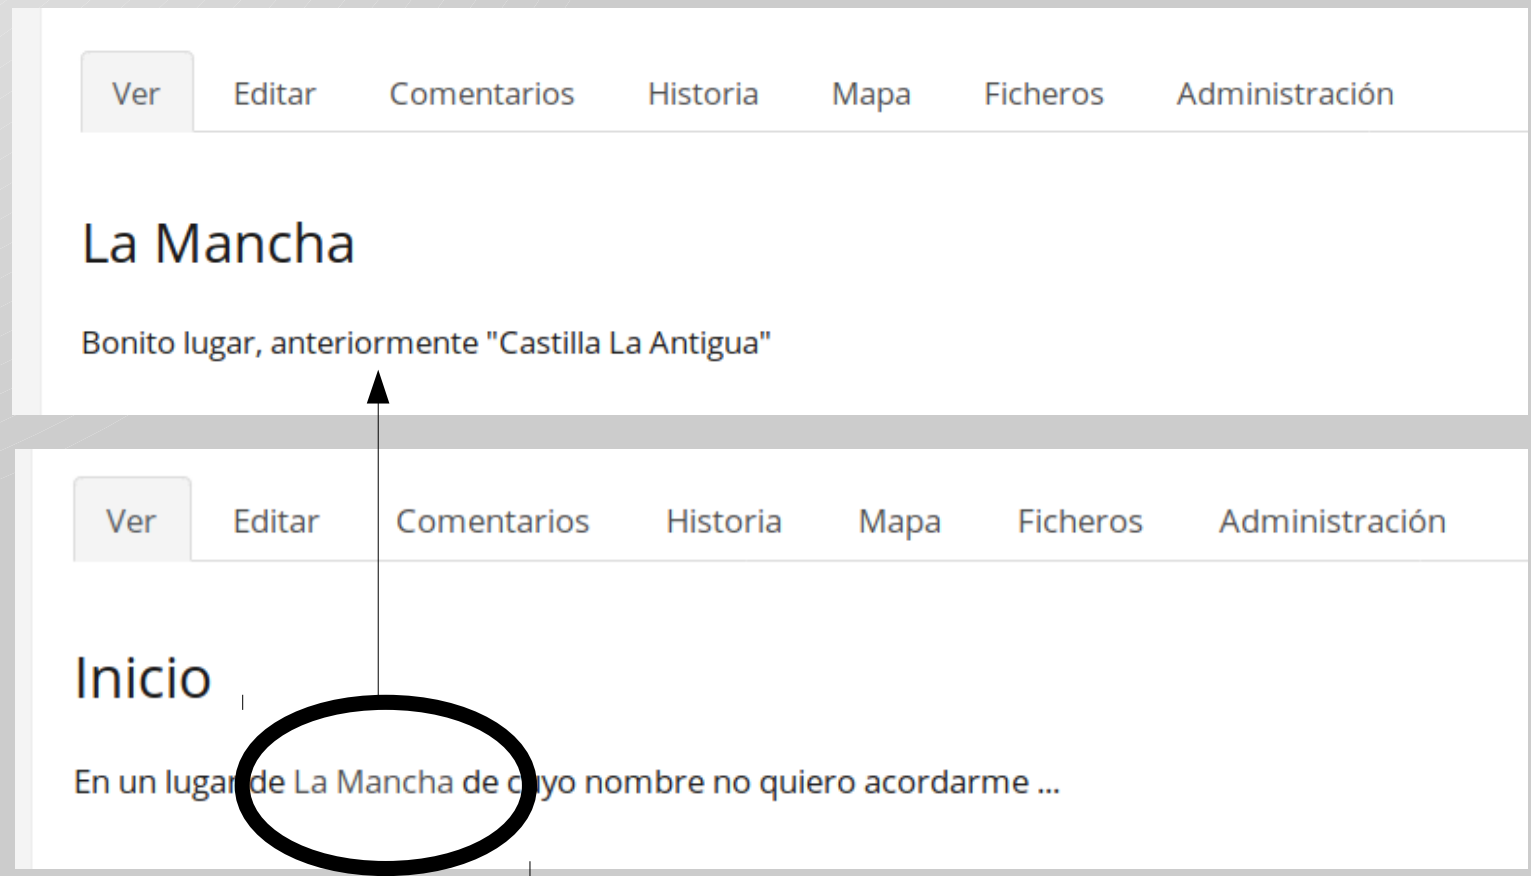 Ver Editar Comentarios Historia Mapa Ficheros Administración
La Mancha
Bonito lugar, anteriormente "Castilla La Antigua"
Ver Editar Comentarios Historia Mapa Ficheros Administración
Inicio
En un lugar de La Mancha de cuyo nombre no quiero acordarme ...